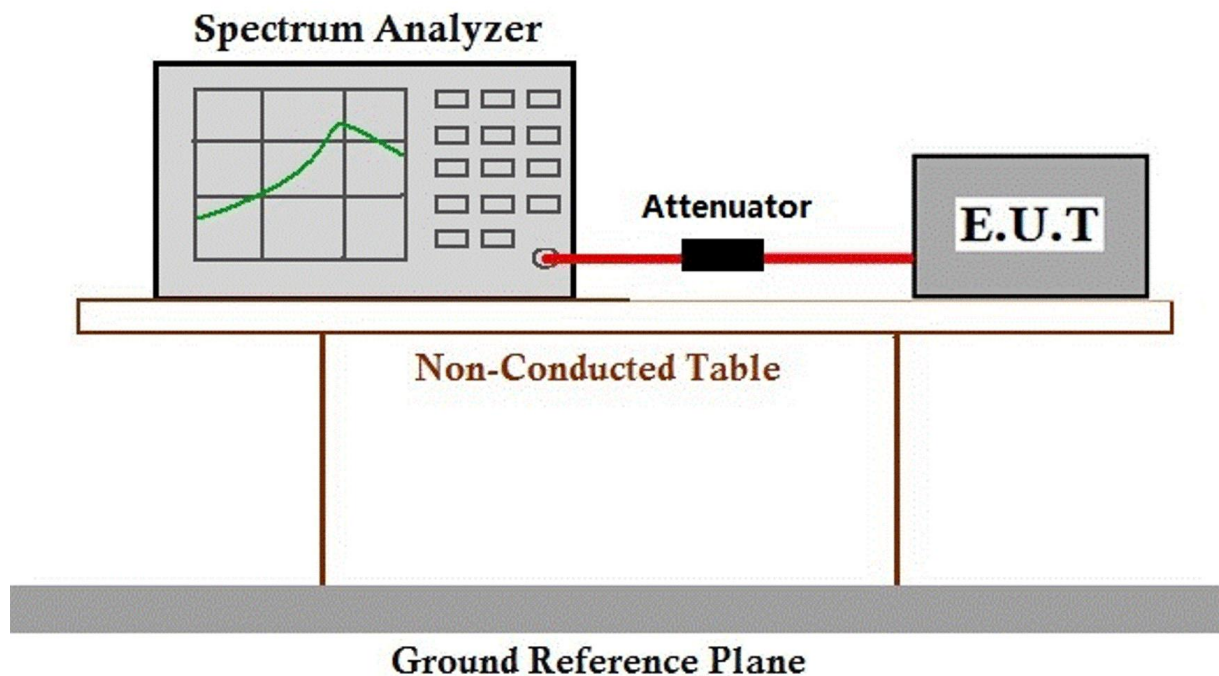 Spectrum Analyzer
Attenuator
E.U.T
Non-Conducted Table
Ground Reference Plane